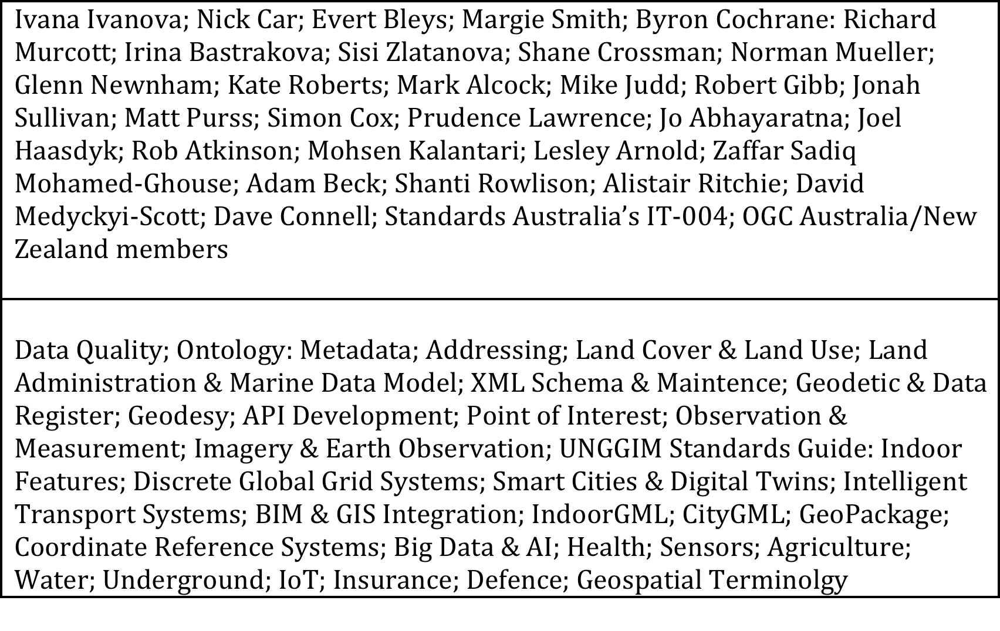 Ivana Ivanova; Nick Car; Evert Bleys; Margie Smith; Byron Cochrane: Richard
Murcott; Irina Bastrakova; Sisi Zlatanova; Shane Crossman; Norman Mueller;
Glenn Newnham; Kate Roberts; Mark Alcock; Mike Judd; Robert Gibb; Jonah
Sullivan; Matt Purss; Simon Cox; Prudence Lawrence; Jo Abhayaratna; Joel
Haasdyk; Rob Atkinson; Mohsen Kalantari; Lesley Arnold; Zaffar Sadiq
Mohamed-Ghouse; Adam Beck; Shanti Rowlison; Alistair Ritchie; David
Medyckyi-Scott; Dave Connell; Standards Australia’s IT-004; OGC Australia/New
Zealand members
Data Quality; Ontology: Metadata; Addressing; Land Cover & Land Use; Land
Administration & Marine Data Model; XML Schema & Maintence; Geodetic & Data
Register; Geodesy; API Development; Point of Interest; Observation &
Measurement; Imagery & Earth Observation; UNGGIM Standards Guide: Indoor
Features; Discrete Global Grid Systems; Smart Cities & Digital Twins; Intelligent
Transport Systems; BIM & GIS Integration; IndoorGML; CityGML; GeoPackage;
Coordinate Reference Systems; Big Data & AI; Health; Sensors; Agriculture;
Water; Underground; IoT; Insurance; Defence; Geospatial Terminolgy